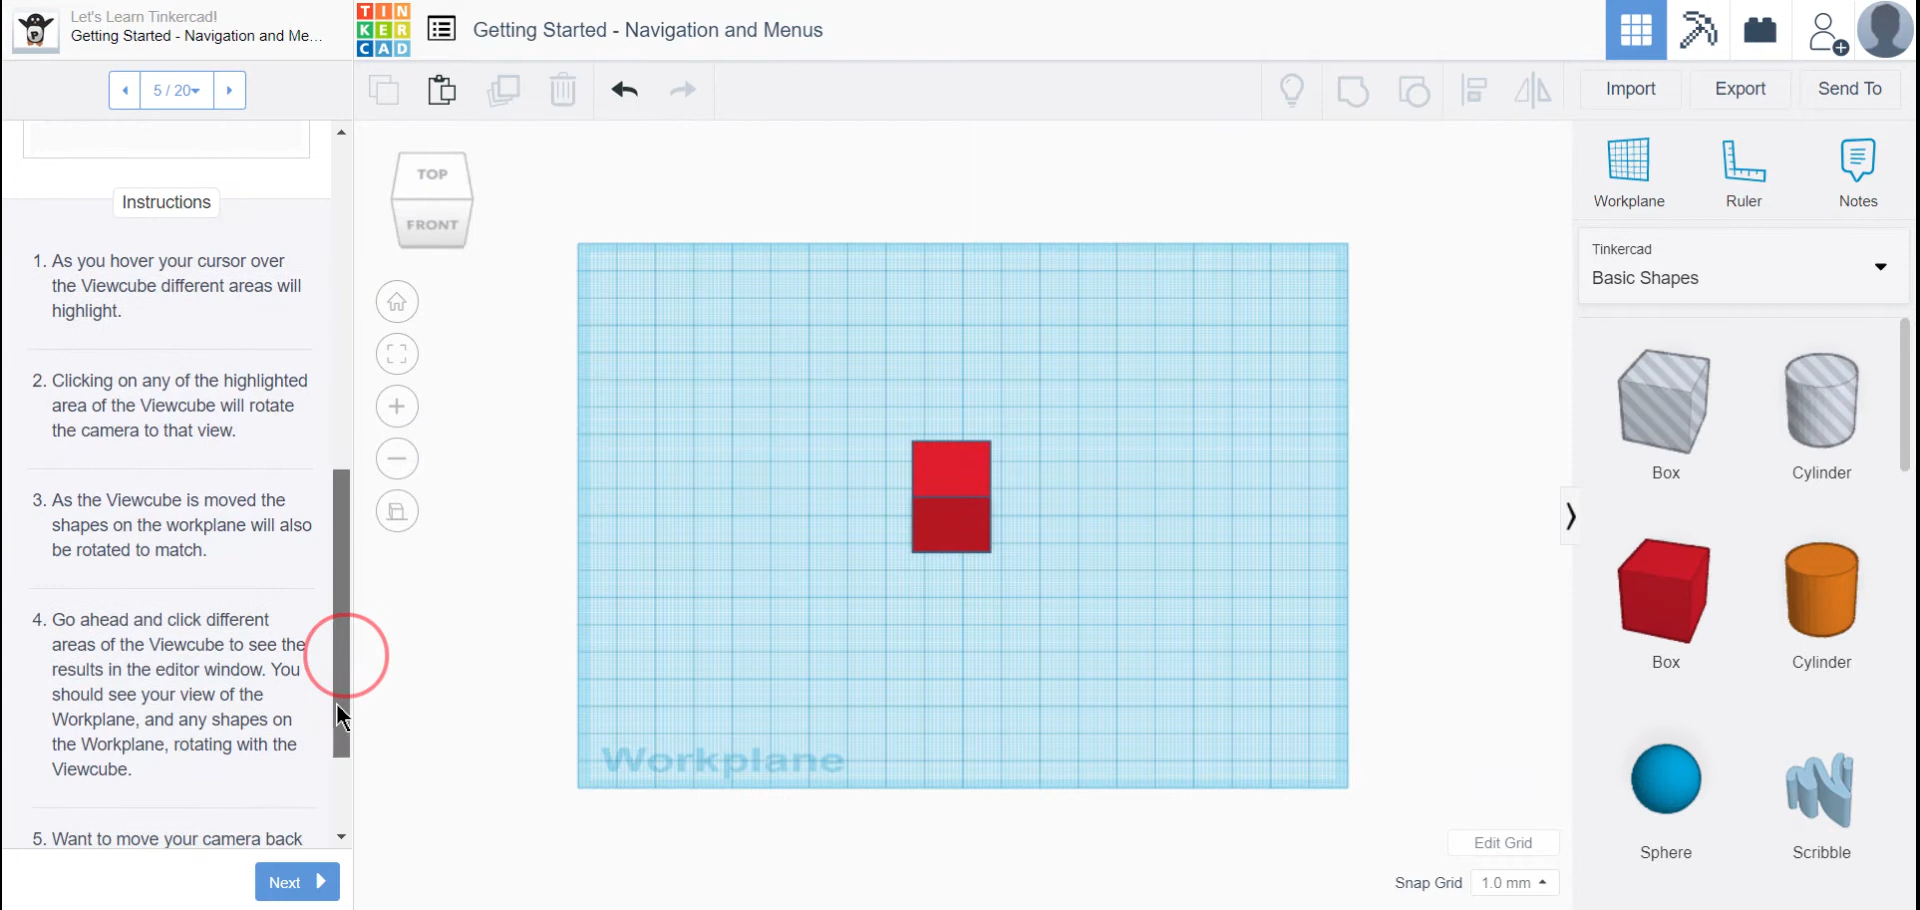 Let's Learn Tinkercad!
Getting Started - Navigation and Me...
TIN
KER
CAD
Getting Started - Navigation and Menus
5 / 20
Import
Export
Send To
Instructions
1. As you hover your cursor over
the Viewcube different areas will
highlight.
2. Clicking on any of the highlighted
area of the Viewcube will rotate
the camera to that view.
3. As the Viewcube is moved the
shapes on the workplane will also
be rotated to match.
4. Go ahead and click different
areas of the Viewcube to see the
results in the editor window. You
should see your view of the
Workplane, and any shapes on
the Workplane, rotating with the
Viewcube.
5. Want to move your camera back
Next
TOP
FRONT
Workplane
Edit Grid
Snap Grid
1.0 mm
Workplane
Ruler
Notes
Tinkercad
Basic Shapes
Box
Cylinder
Box
Cylinder
Sphere
Scribble